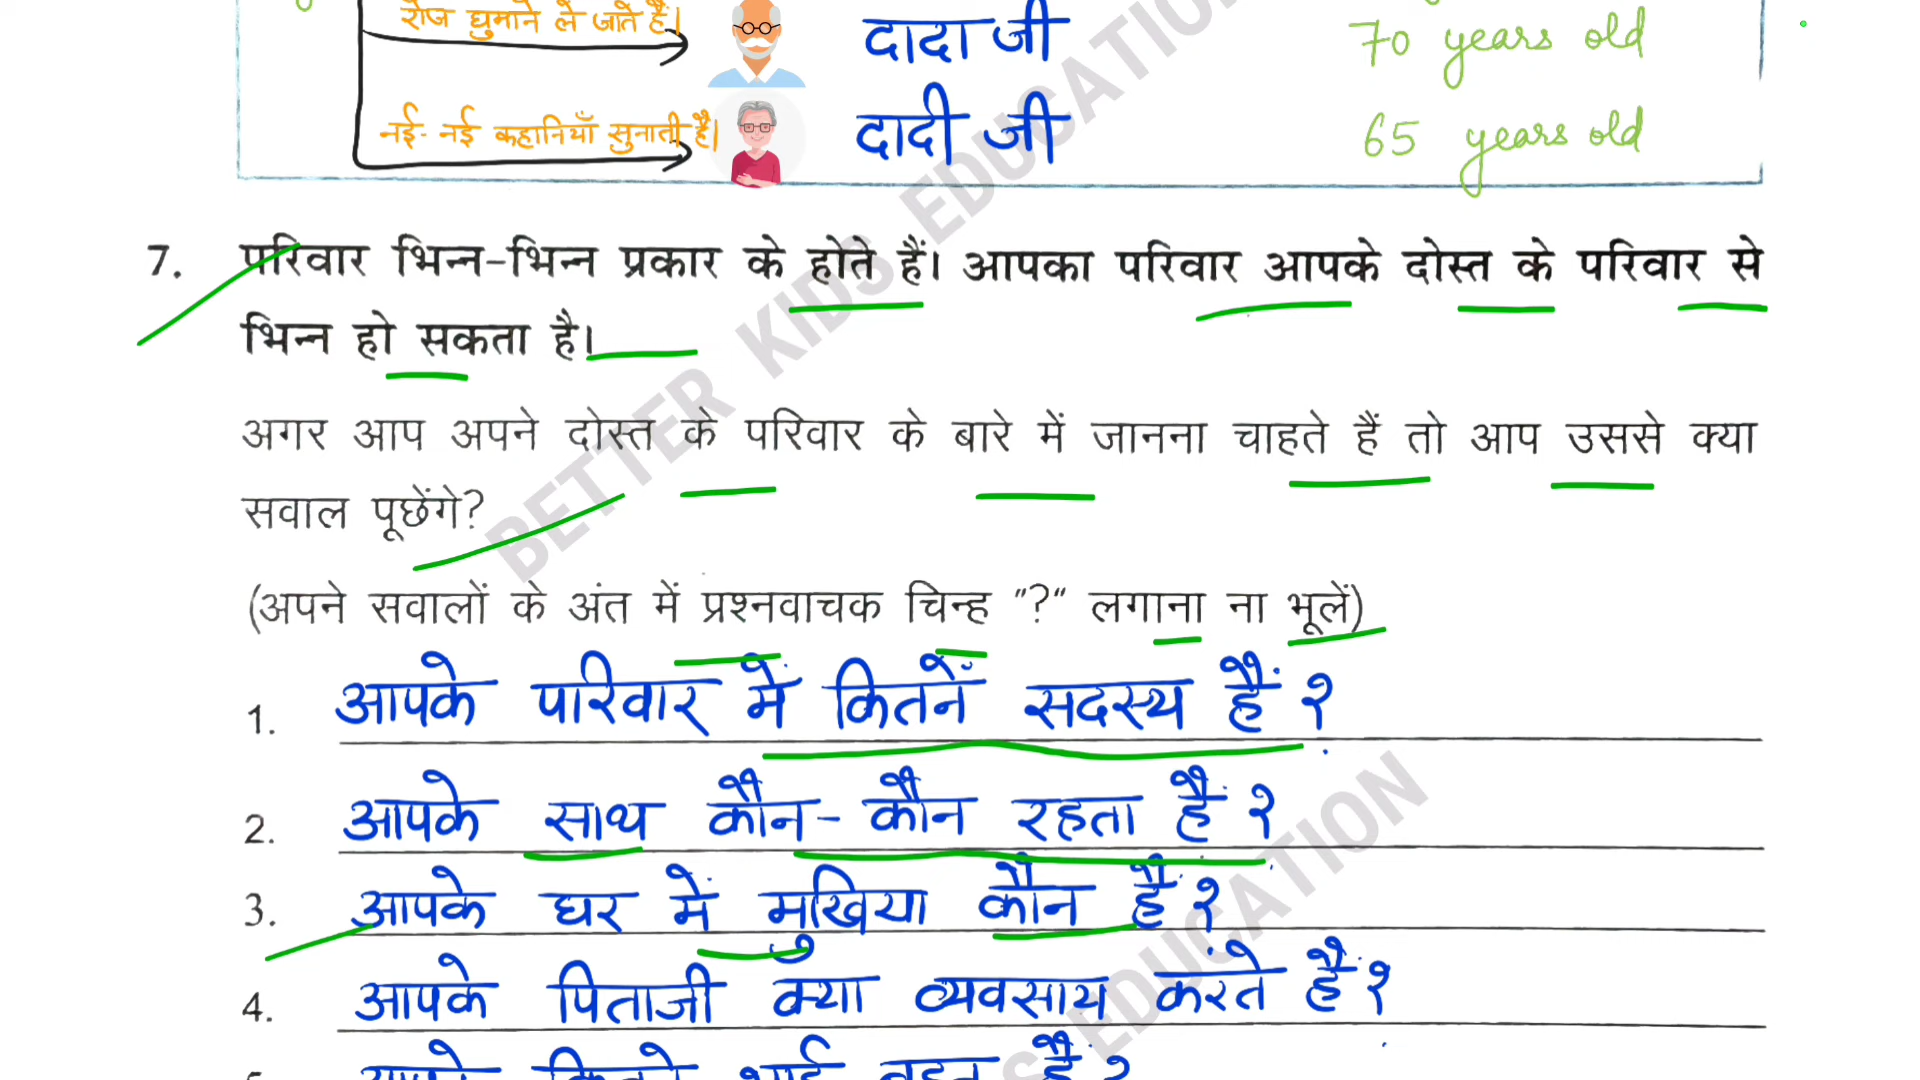 रोज घुमाने ले जाते हैं।
दादा जी
70 years old
नई-नई कहानियाँ सुनाती है।
दादी जी
65 years old
7. परिवार भिन्न-भिन्न प्रकार के होते हैं। आपका परिवार आपके दोस्त के परिवार से
भिन्न हो सकता है।
अगर आप अपने दोस्त के परिवार के बारे में जानना चाहते हैं तो आप उससे क्या
सवाल पूछेंगे?
(अपने सवालों के अंत में प्रश्नवाचक चिन्ह "?" लगाना ना भूलें)
1. आपके परिवार में कितनें सदस्य हैं?
2. आपके साथ कौन-कौन रहता है?
3. आपके घर में मुखिया कौन है?
4. आपके पिताजी क्या व्यवसाय करते हैं?
BETTER KIDS EDUCATION